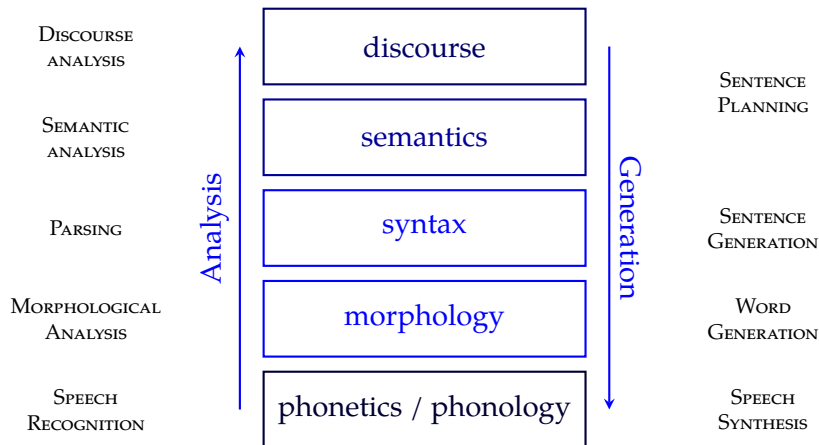 DISCOURSE
ANALYSIS
discourse
SENTENCE
PLANNING
SEMANTIC
ANALYSIS
semantics
Analysis
Generation
PARSING
syntax
SENTENCE
GENERATION
MORPHOLOGICAL
ANALYSIS
morphology
WORD
GENERATION
SPEECH
RECOGNITION
phonetics / phonology
SPEECH
SYNTHESIS